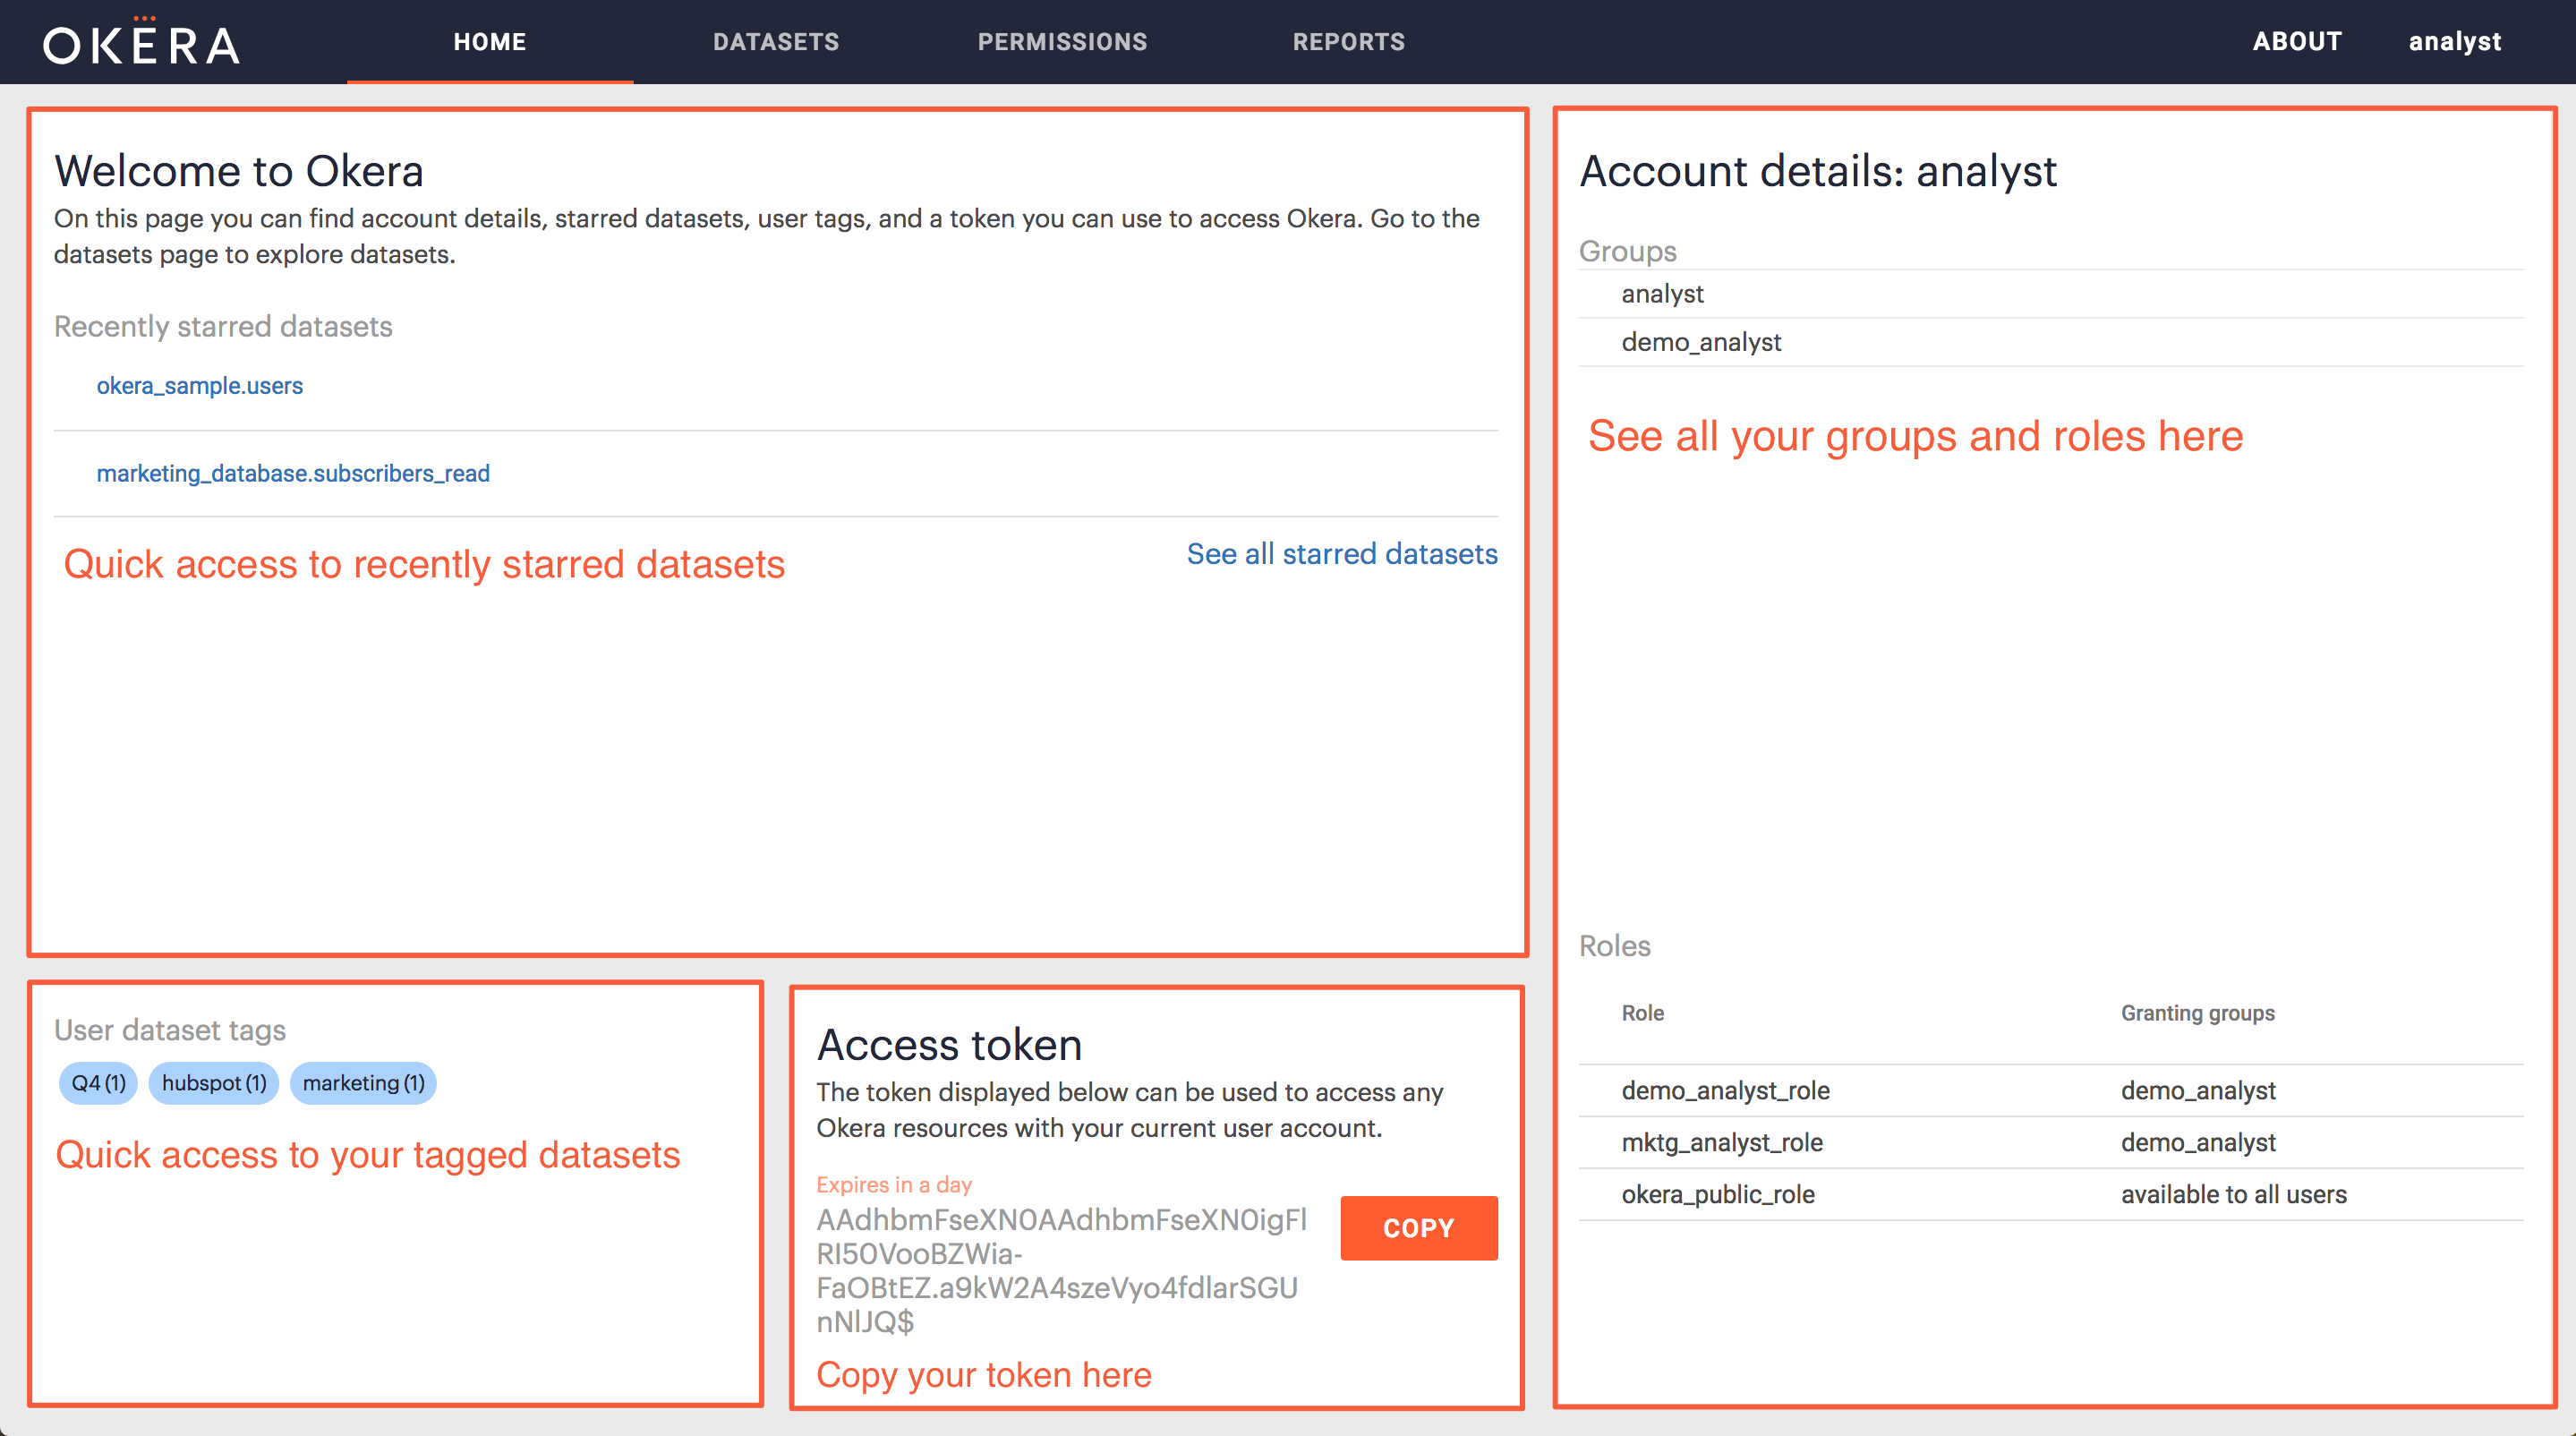 OKERA
HOME
DATASETS
PERMISSIONS
REPORTS
ABOUT
analyst
Welcome to Okera
On this page you can find account details, starred datasets, user tags, and a token you can use to access Okera. Go to the
datasets page to explore datasets.
Recently starred datasets
okera_sample.users
marketing_database.subscribers_read
Quick access to recently starred datasets
See all starred datasets
User dataset tags
Q4 (1)
hubspot (1)
marketing (1)
Quick access to your tagged datasets
Access token
The token displayed below can be used to access any
Okera resources with your current user account.
Expires in a day
AAdhbmFseXN0AAdhbmFseXN0igFl
RI50VooBZWia-
FaOBtEZ.a9kW2A4szeVyo4fdlarSGU
nNlJQ$
COPY
Copy your token here
Account details: analyst
Groups
analyst
demo_analyst
See all your groups and roles here
Roles
Role Granting groups
demo_analyst_role demo_analyst
mktg_analyst_role demo_analyst
okera_public_role available to all users